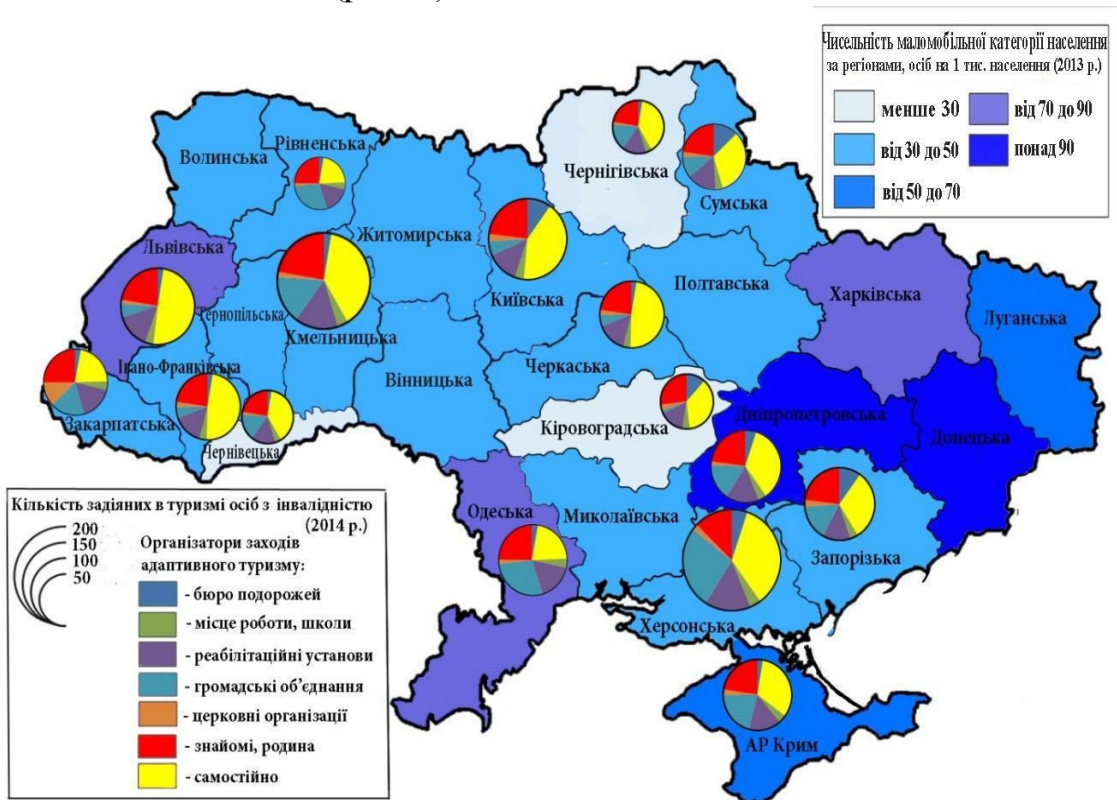 Чисельність маломобільної категорії населення
за регіонами, осіб на 1 тис. населення (2013 р.)
менше 30
від 70 до 90
від 30 до 50
понад 90
від 50 до 70
Волинська
Рівненська
Чернігівська
Сумська
Житомирська
Львівська
Київська
Полтавська
Харківська
Луганська
Тернопільська
Хмельницька
Івано-Франківська
Вінницька
Черкаська
Закарпатська
Чернівецька
Кіровоградська
Дніпропетровська
Донецька
Одеська
Миколаївська
Запорізька
Херсонська
АР Крим
Кількість задіяних в туризмі осіб з інвалідністю
(2014 р.)
200
150
100
50
Організатори заходів
адаптивного туризму:
- бюро подорожей
- місце роботи, школи
- реабілітаційні установи
- громадські об’єднання
- церковні організації
- знайомі, родина
- самостійно